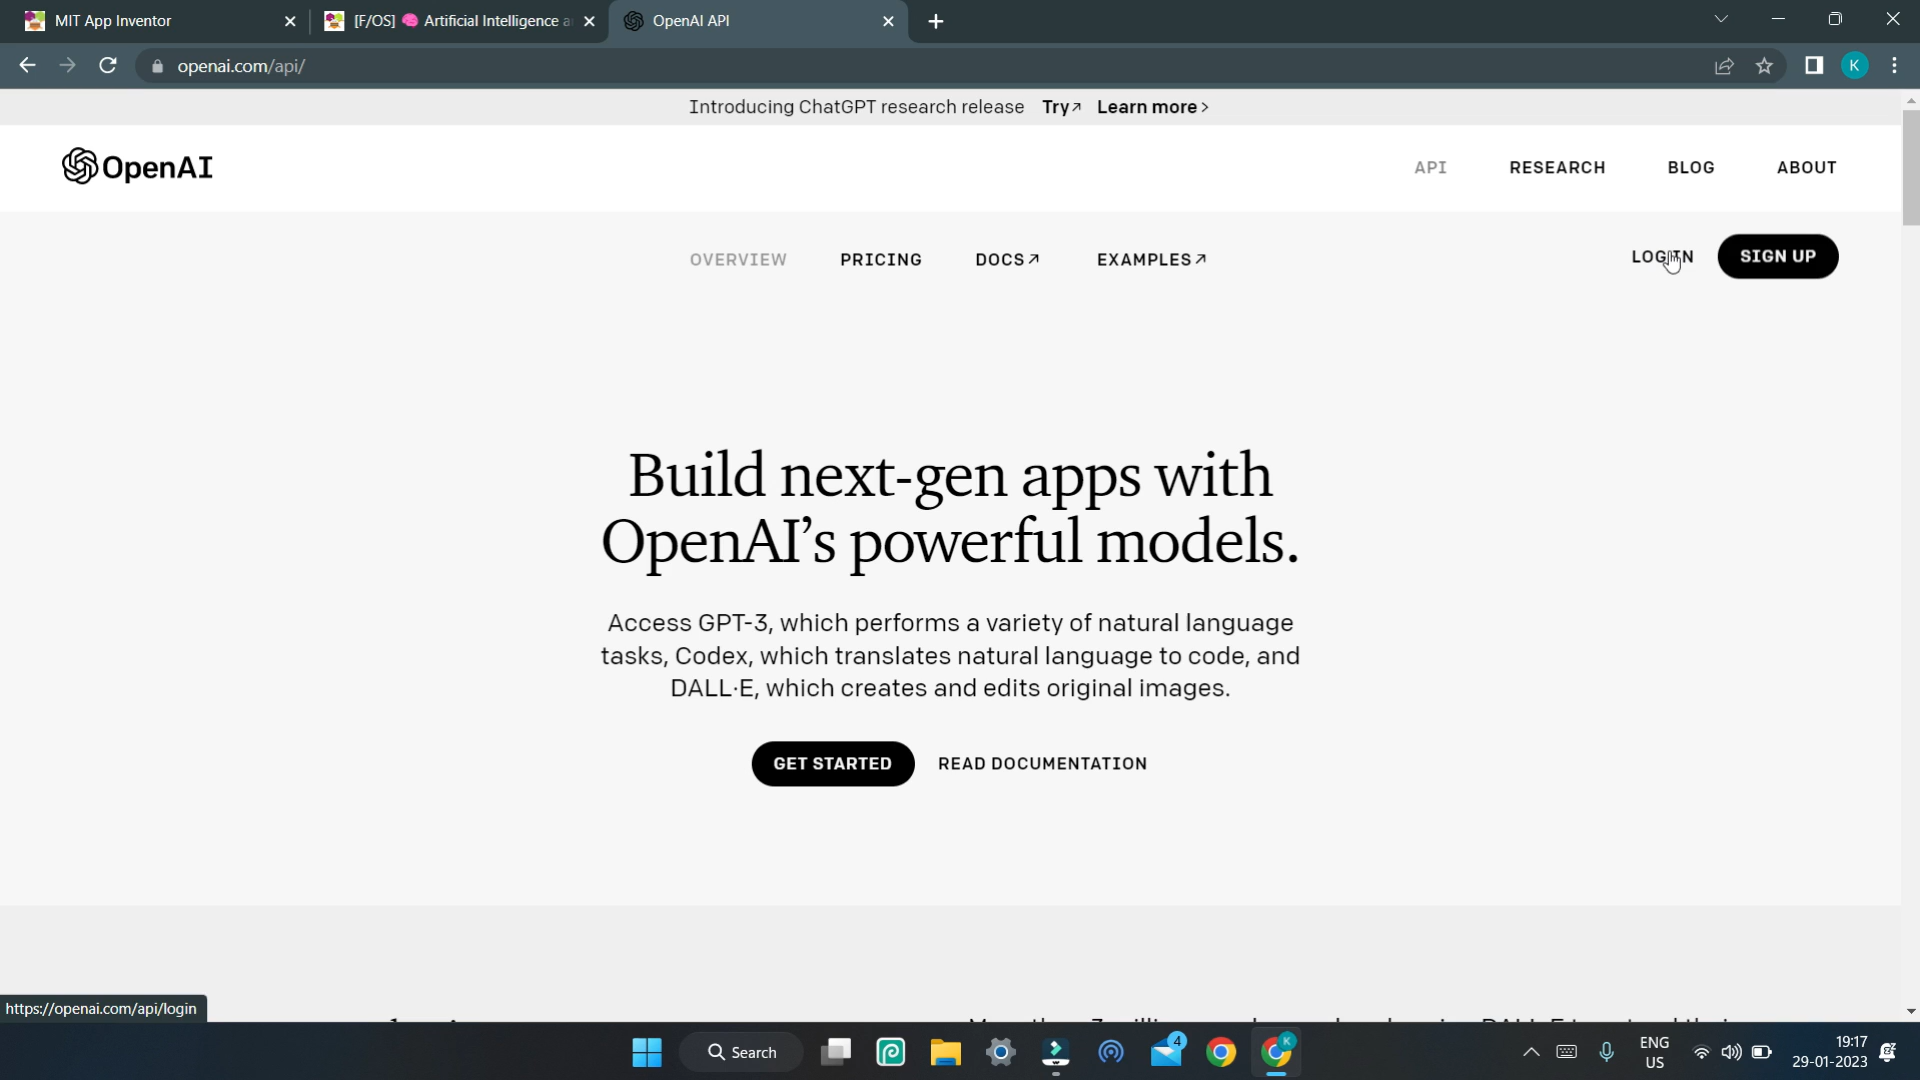 MIT App Inventor
[F/OS] 🧠 Artificial Intelligence a
OpenAI API
openai.com/api/
K
Introducing ChatGPT research release Try↗ Learn more >
OpenAI
API RESEARCH BLOG ABOUT
OVERVIEW PRICING DOCS↗ EXAMPLES↗
LOG IN SIGN UP
Build next-gen apps with
OpenAI's powerful models.
Access GPT-3, which performs a variety of natural language
tasks, Codex, which translates natural language to code, and
DALL·E, which creates and edits original images.
GET STARTED READ DOCUMENTATION
https://openai.com/api/login
Search
4
K
ENG
US
19:17
29-01-2023